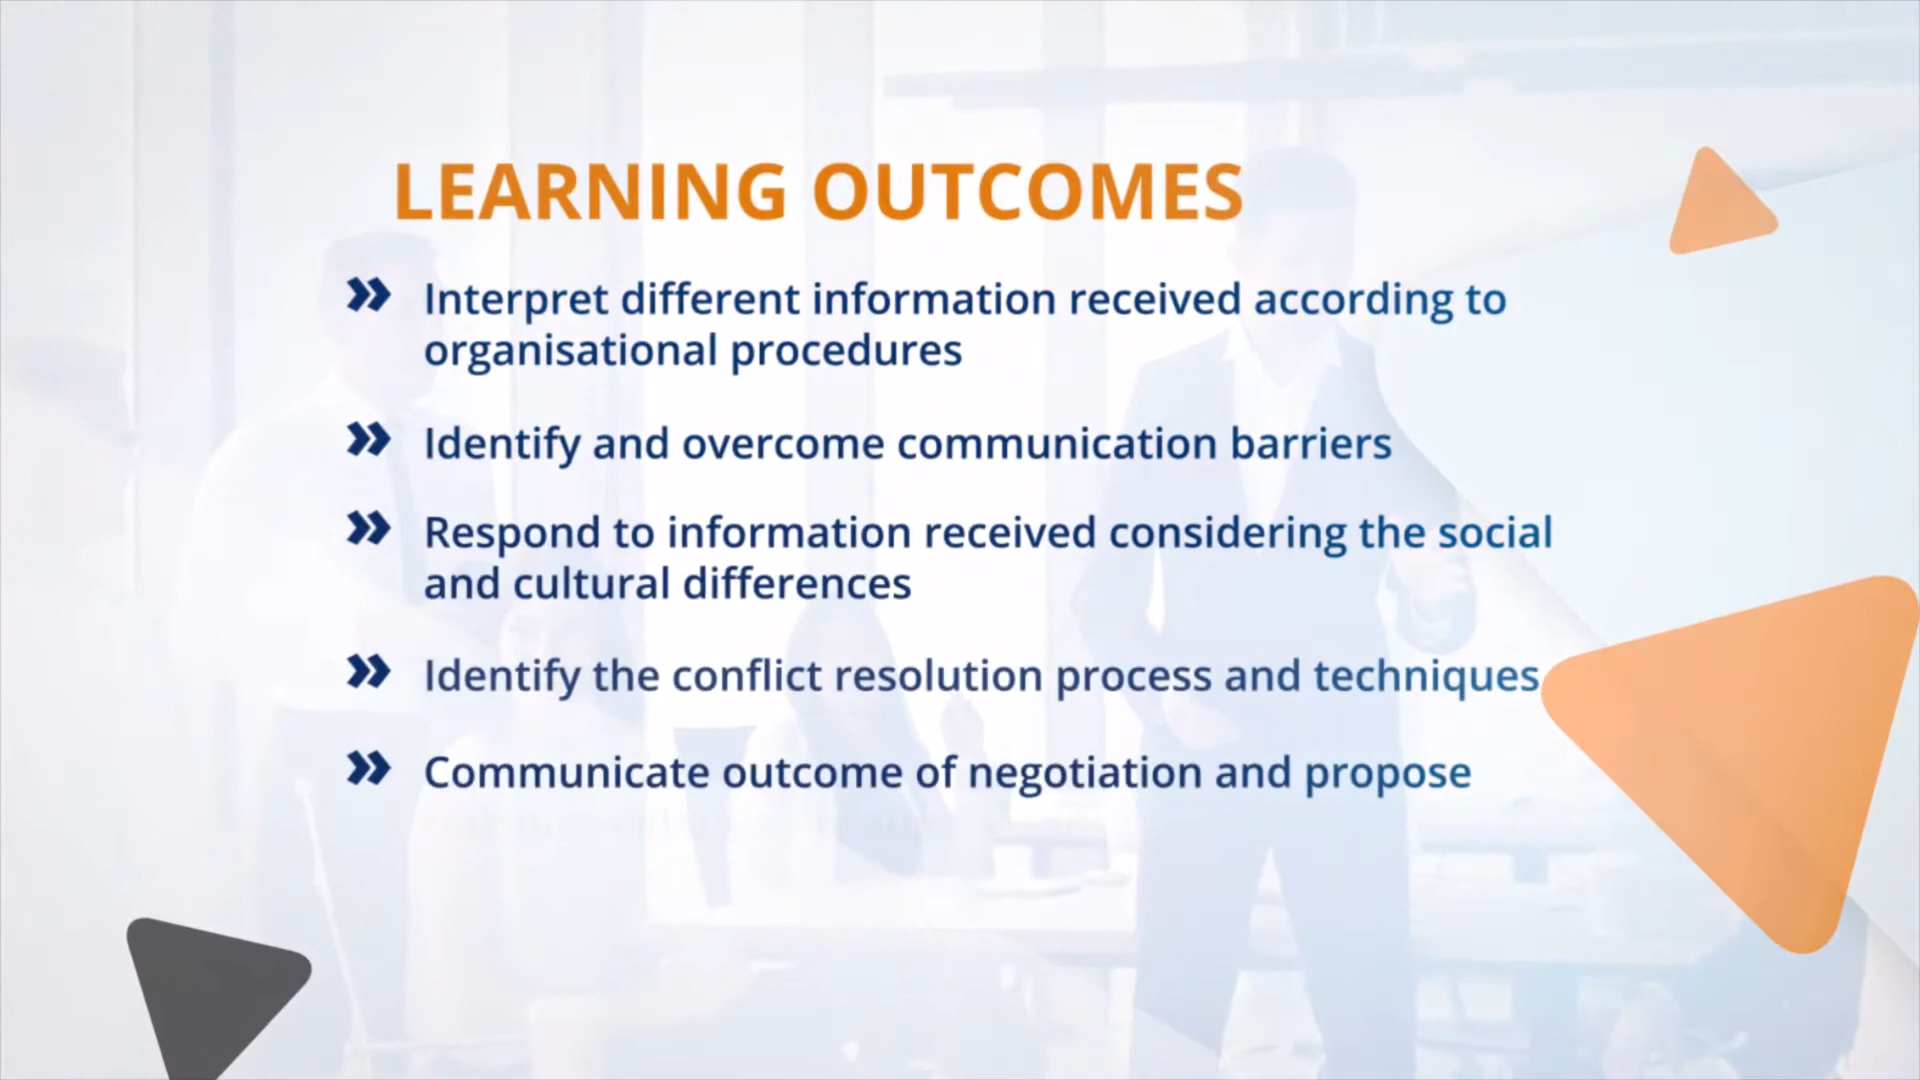 LEARNING OUTCOMES
» Interpret different information received according to
organisational procedures
» Identify and overcome communication barriers
» Respond to information received considering the social
and cultural differences
» Identify the conflict resolution process and techniques
» Communicate outcome of negotiation and propose